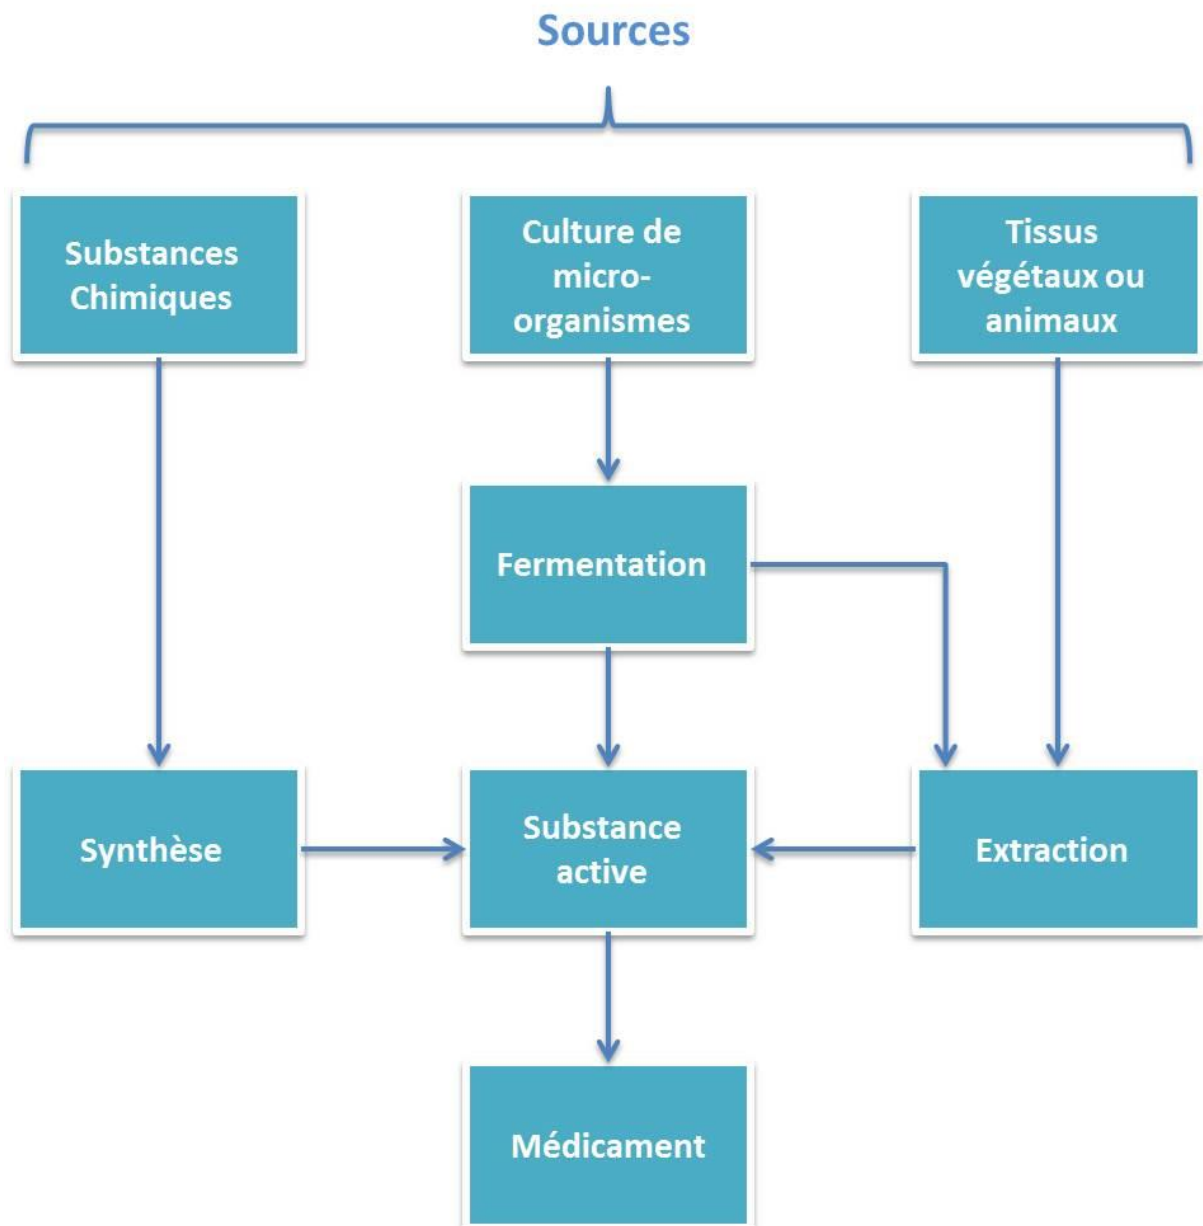 Sources
Substances
Chimiques
Culture de
micro-
organismes
Tissus
végétaux ou
animaux
Fermentation
Synthèse
Substance
active
Extraction
Médicament